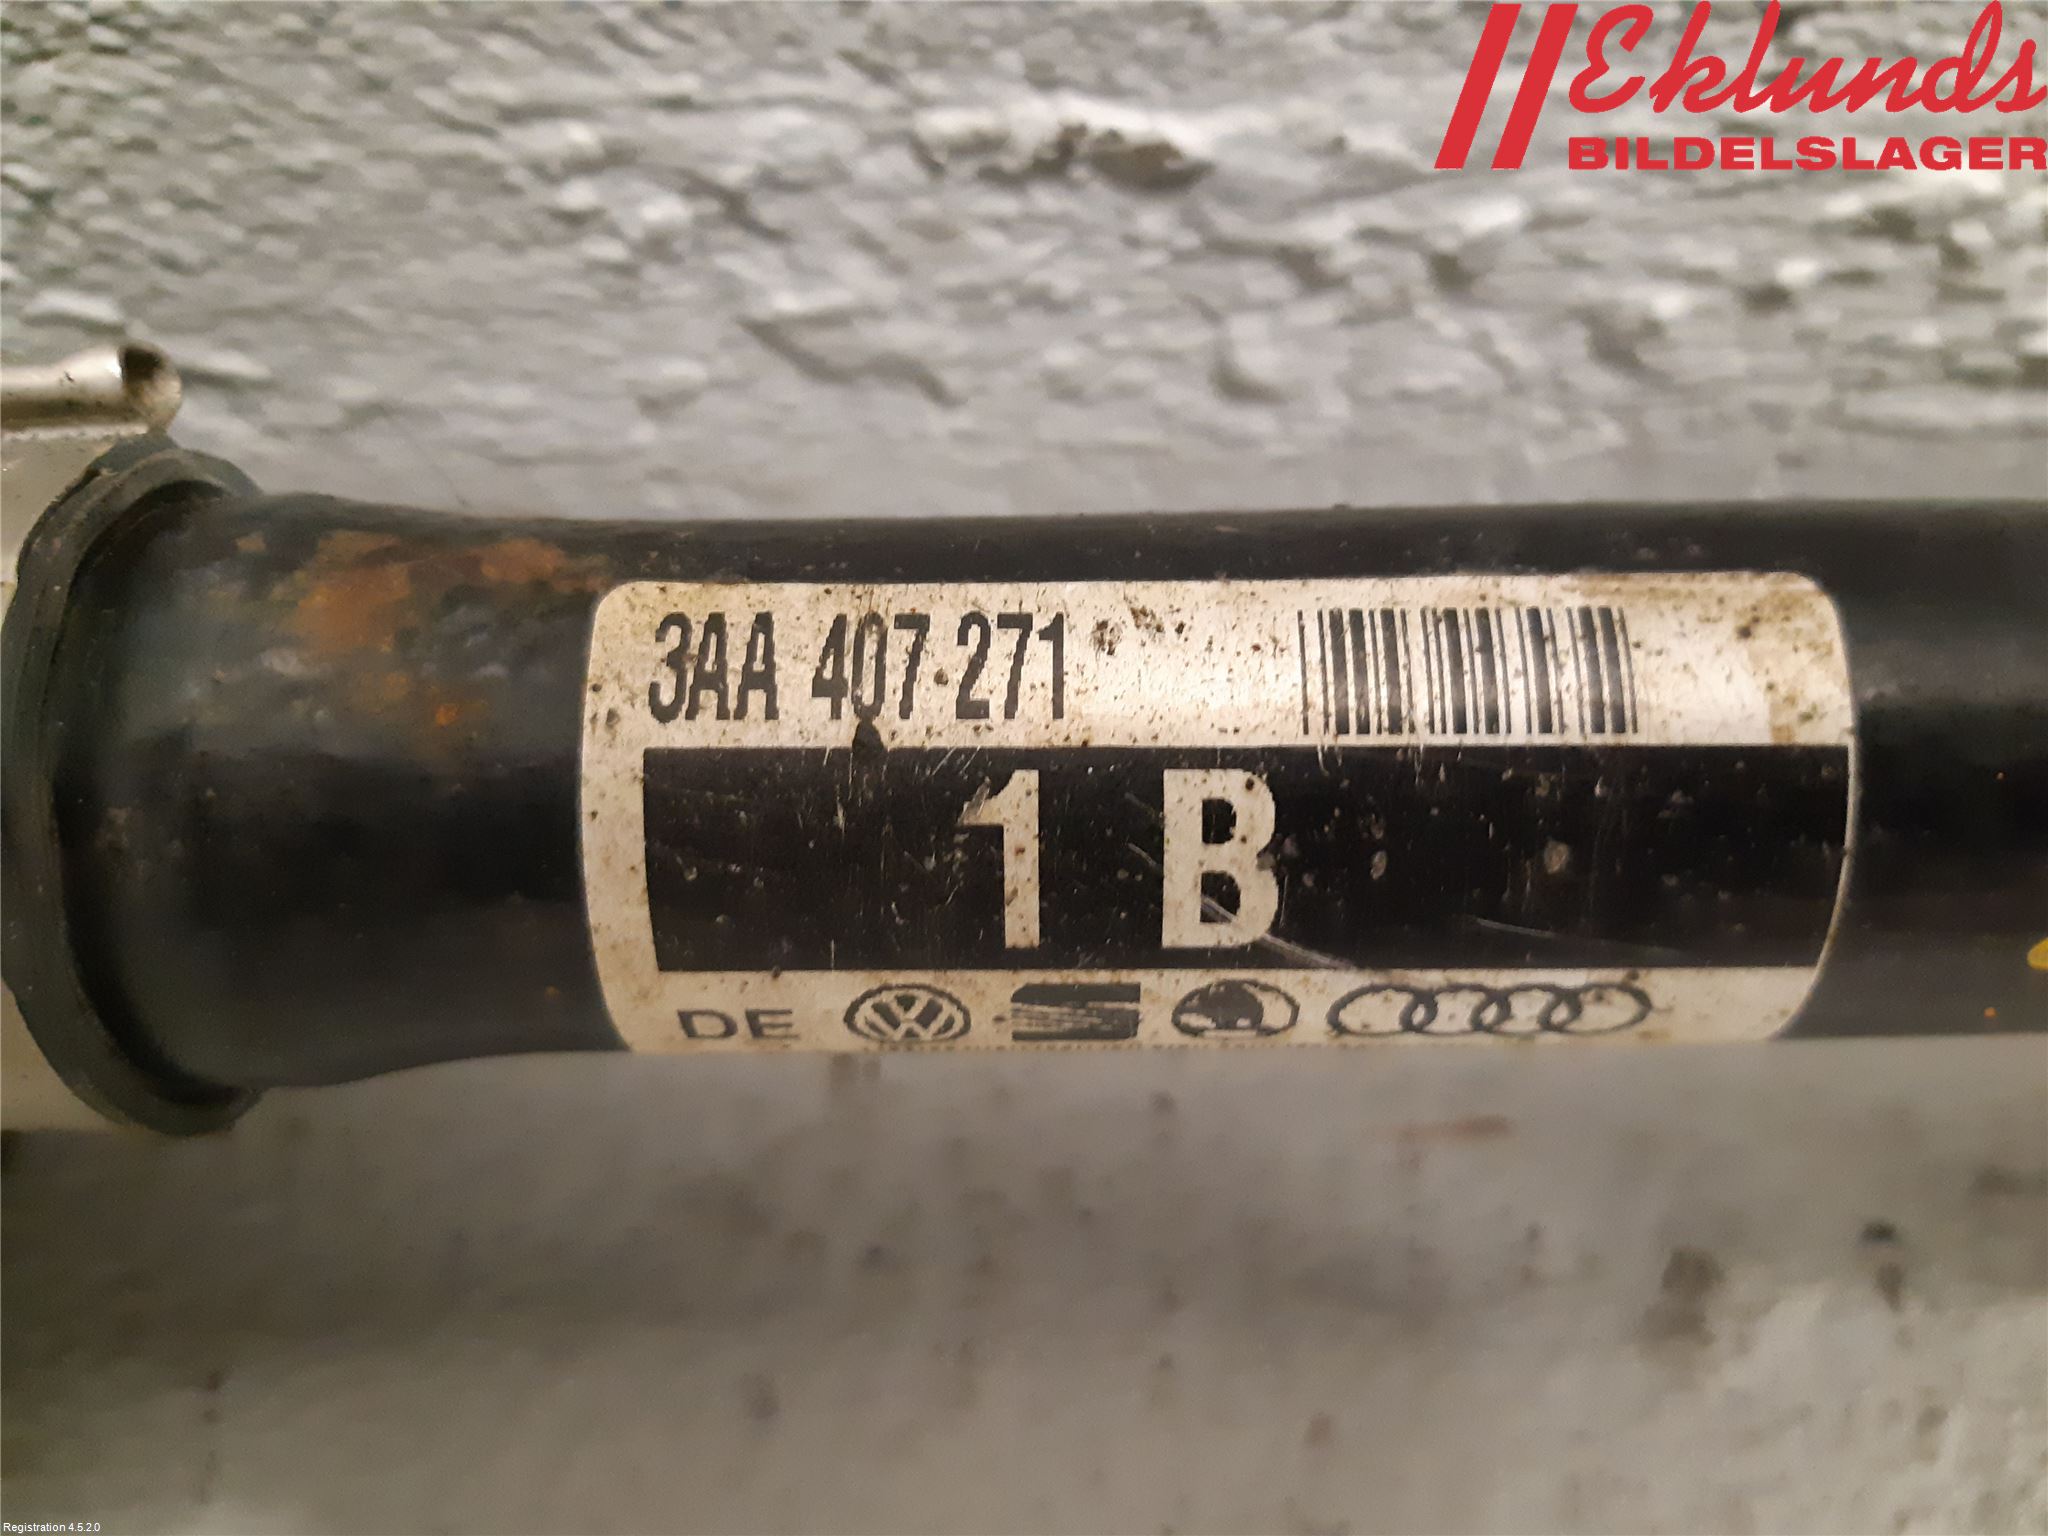 Eklunds
BILDELSLAGER
3AA 407 271
1 B
DE
Registration 4.5.2.0